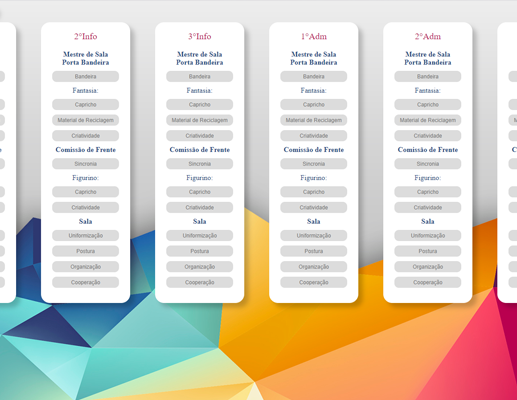 2°Info
Mestre de Sala
Porta Bandeira
Bandeira
Fantasia:
Capricho
Material de Reciclagem
Criatividade
Comissão de Frente
Sincronia
Figurino:
Capricho
Criatividade
Sala
Uniformização
Postura
Organização
Cooperação
3°Info
Mestre de Sala
Porta Bandeira
Bandeira
Fantasia:
Capricho
Material de Reciclagem
Criatividade
Comissão de Frente
Sincronia
Figurino:
Capricho
Criatividade
Sala
Uniformização
Postura
Organização
Cooperação
1°Adm
Mestre de Sala
Porta Bandeira
Bandeira
Fantasia:
Capricho
Material de Reciclagem
Criatividade
Comissão de Frente
Sincronia
Figurino:
Capricho
Criatividade
Sala
Uniformização
Postura
Organização
Cooperação
2°Adm
Mestre de Sala
Porta Bandeira
Bandeira
Fantasia:
Capricho
Material de Reciclagem
Criatividade
Comissão de Frente
Sincronia
Figurino:
Capricho
Criatividade
Sala
Uniformização
Postura
Organização
Cooperação